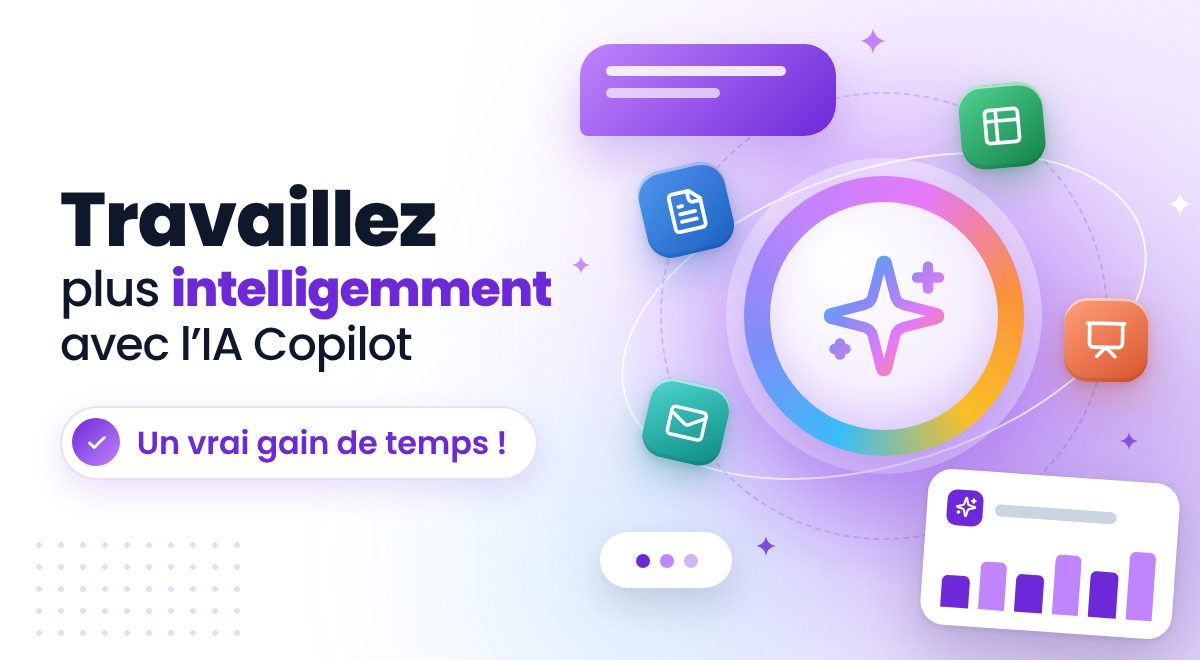 Travaillez
plus intelligemment
avec l’IA Copilot
Un vrai gain de temps !